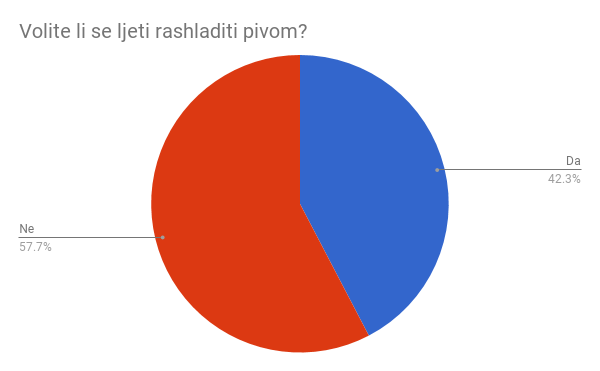 Volite li se ljeti rashladiti pivom?
Da
42.3%
Ne
57.7%